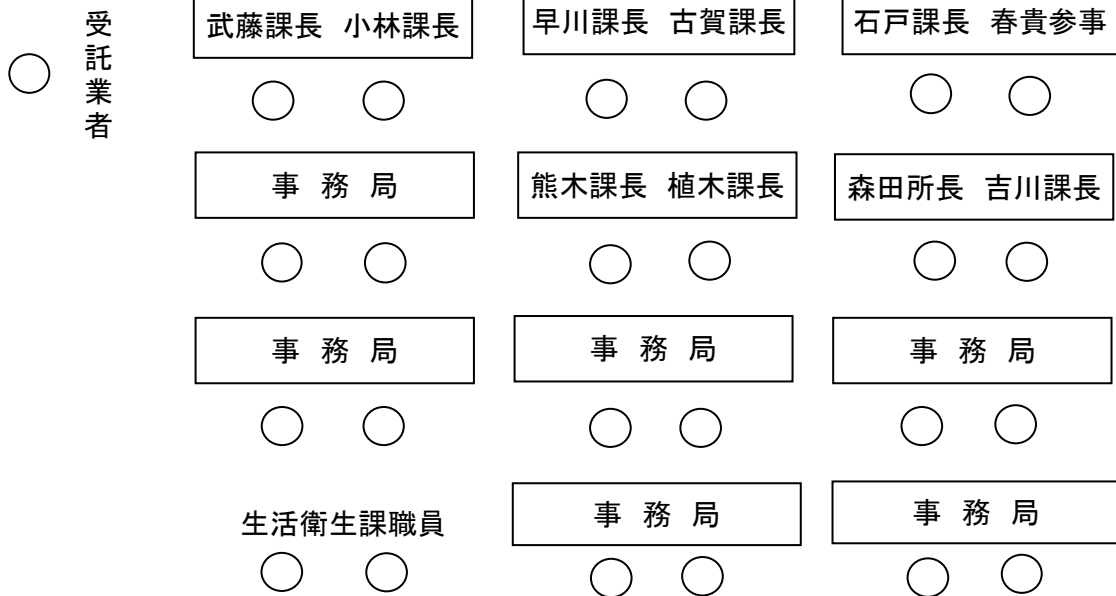 受託業者
武藤課長 小林課長
早川課長 古賀課長
石戸課長 春貴参事
事 務 局
熊木課長 植木課長
森田所長 吉川課長
事 務 局
事 務 局
事 務 局
生活衛生課職員
事 務 局
事 務 局